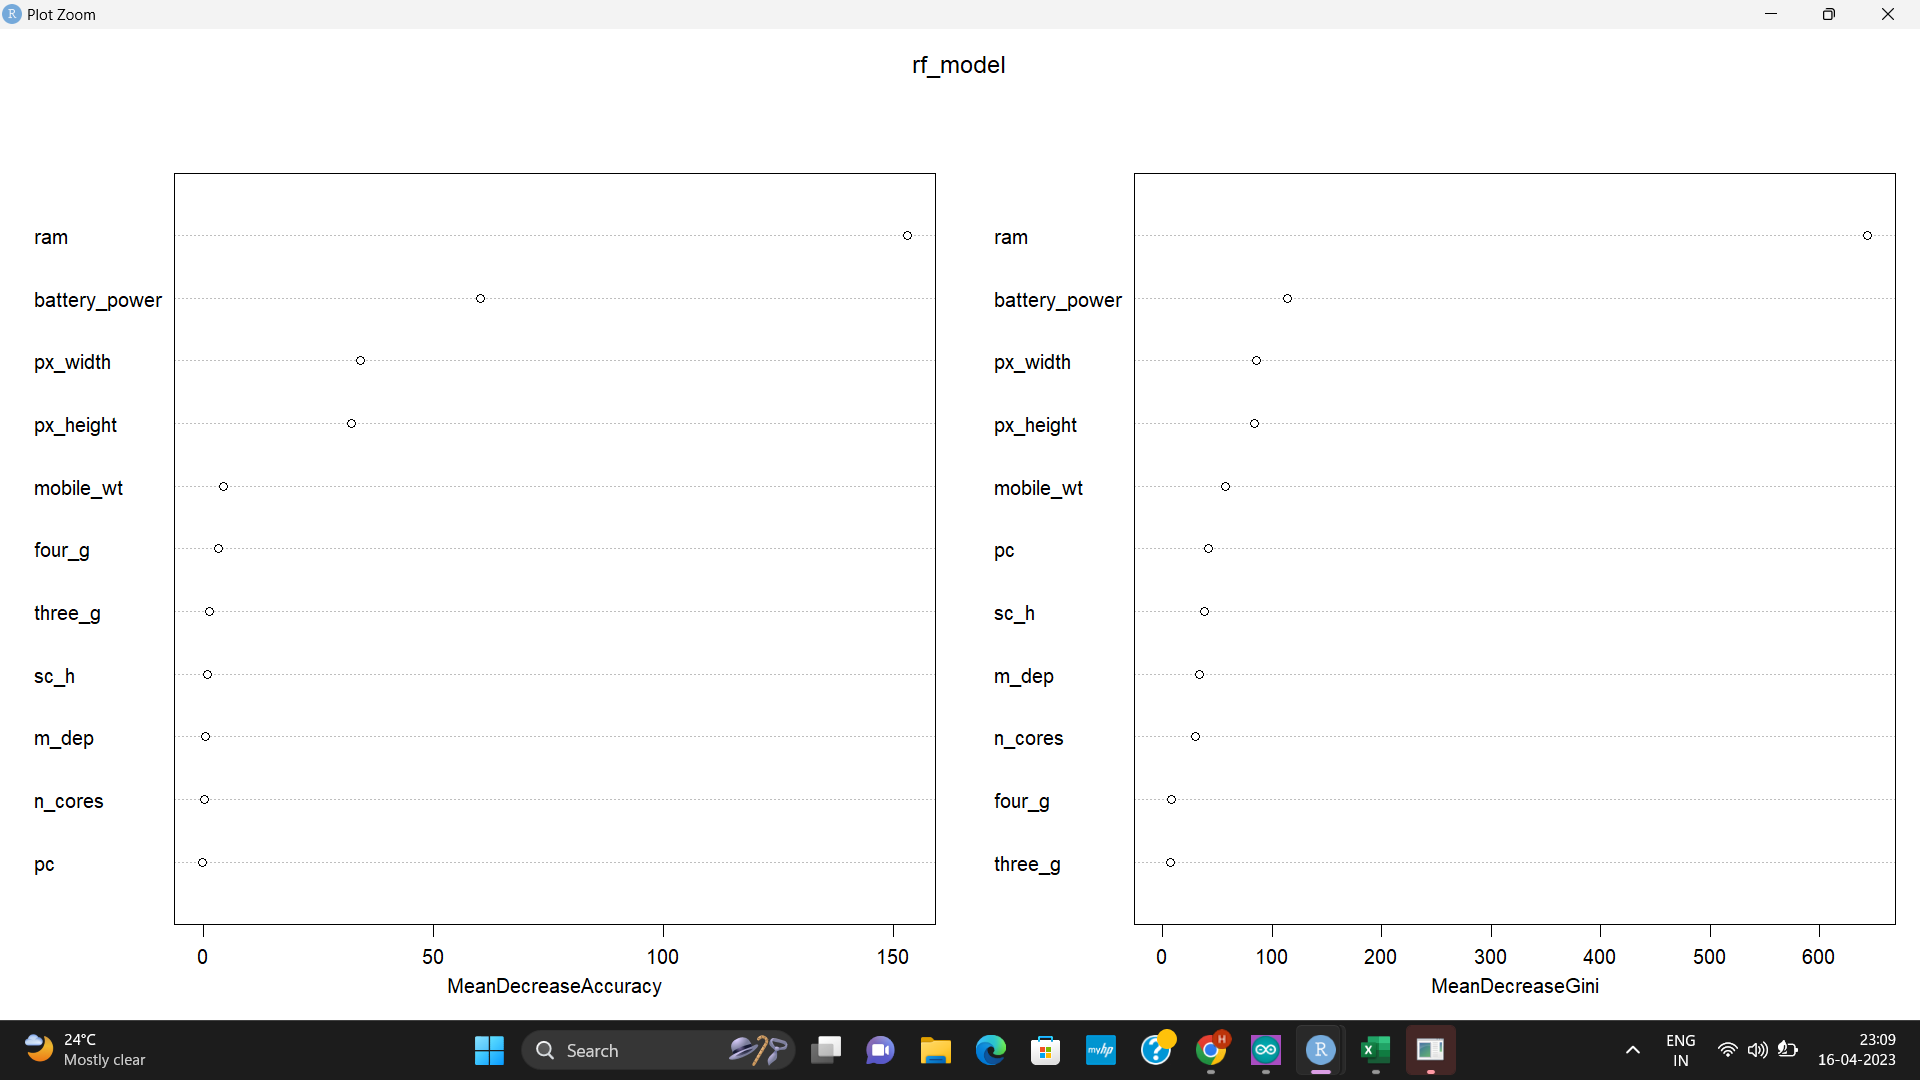 R Plot Zoom
rf_model
ram
battery_power
px_width
px_height
mobile_wt
four_g
three_g
sc_h
m_dep
n_cores
pc
0 50 100 150
MeanDecreaseAccuracy
ram
battery_power
px_width
px_height
mobile_wt
pc
sc_h
m_dep
n_cores
four_g
three_g
0 100 200 300 400 500 600
MeanDecreaseGini
24°C
Mostly clear
Search
myhp
?
H
R
X
ENG
IN
23:09
16-04-2023